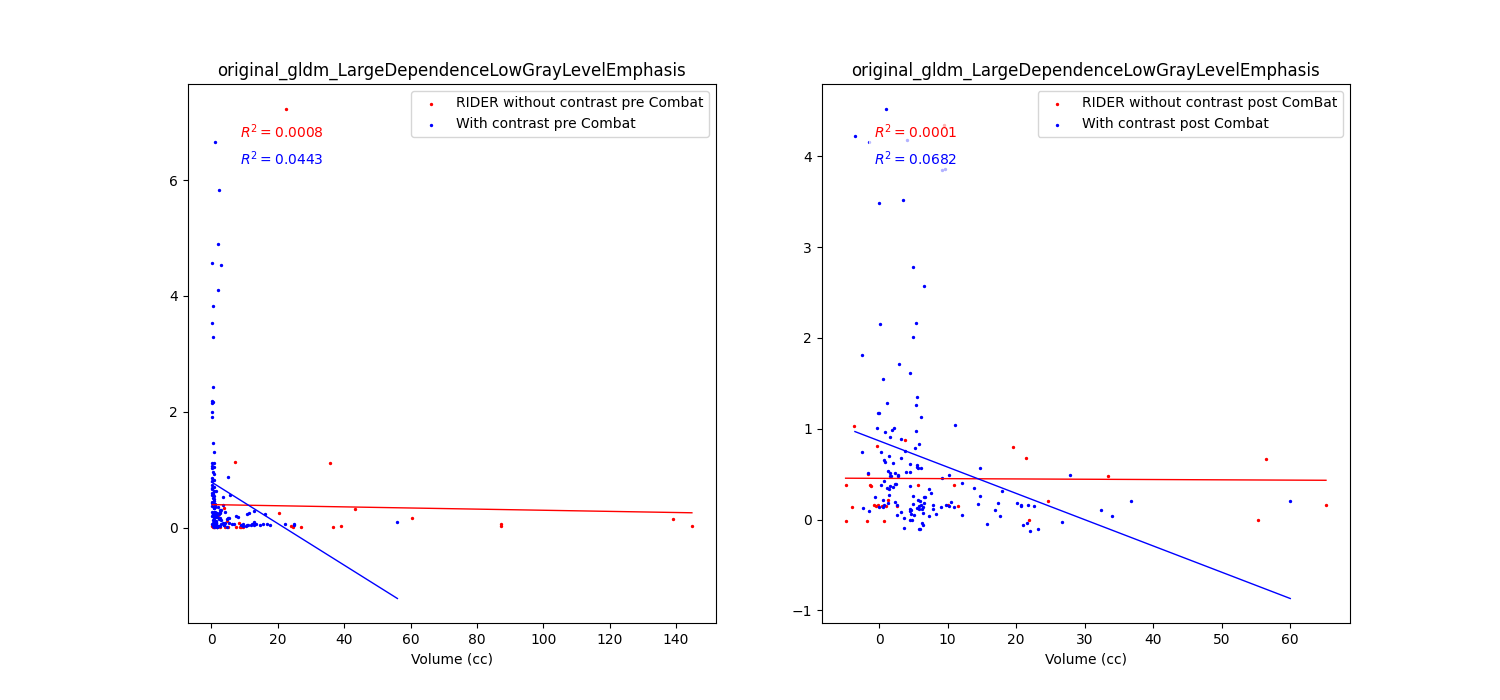 original_gldm_LargeDependenceLowGrayLevelEmphasis
RIDER without contrast pre Combat
With contrast pre Combat
R² = 0.0008
R² = 0.0443
6
4
2
0
0 20 40 60 80 100 120 140
Volume (cc)
original_gldm_LargeDependenceLowGrayLevelEmphasis
RIDER without contrast post ComBat
With contrast post Combat
R² = 0.0001
R² = 0.0682
4
3
2
1
0
−1
0 10 20 30 40 50 60
Volume (cc)